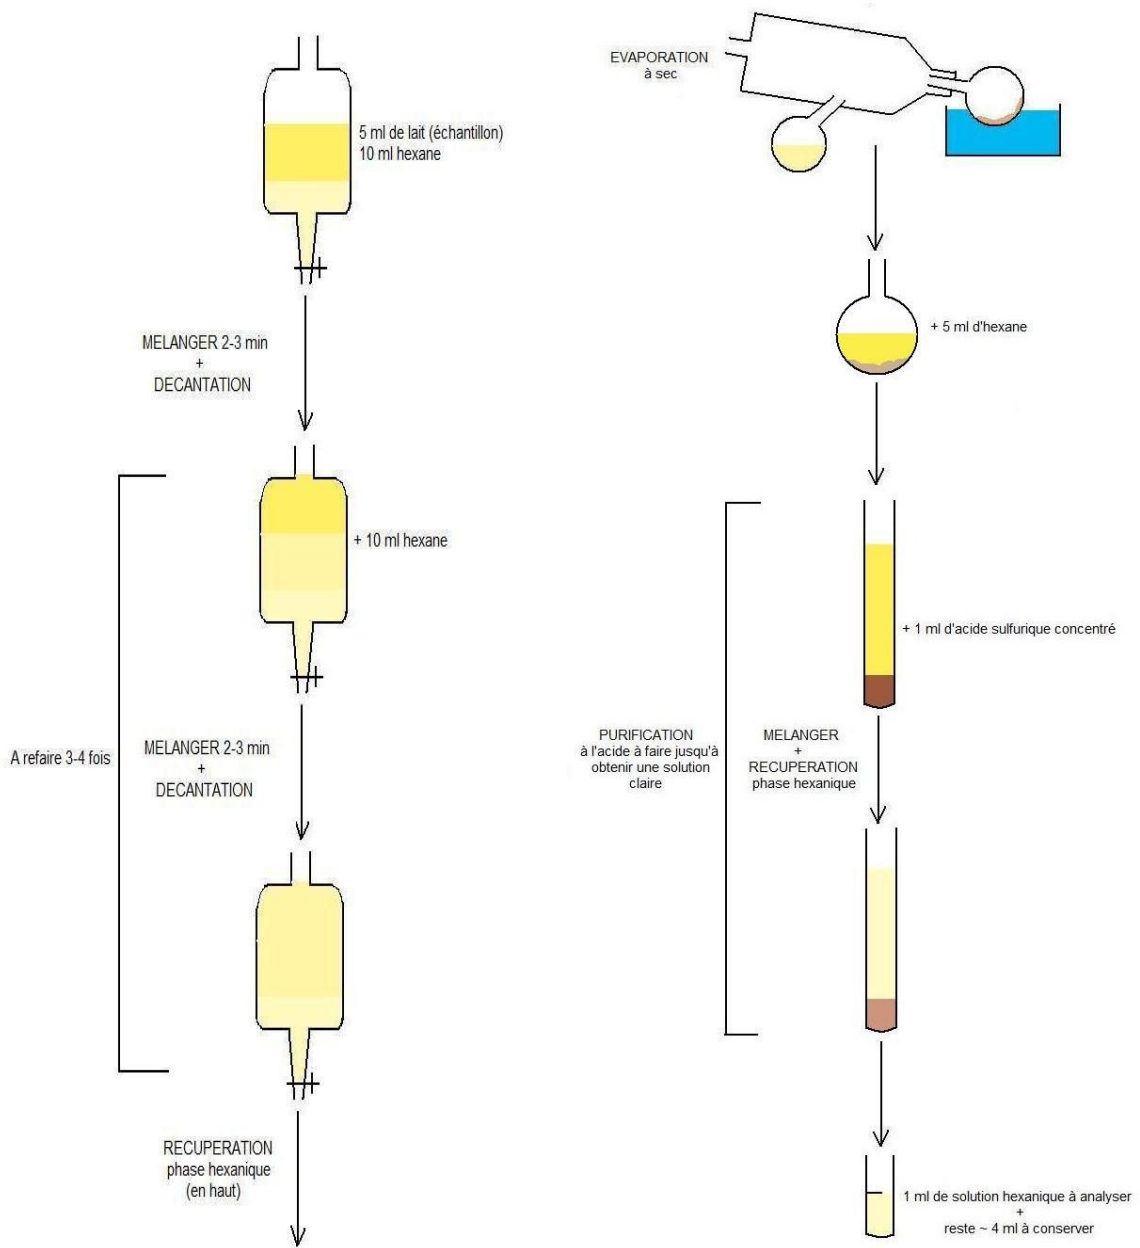 5 ml de lait (échantillon)
10 ml hexane
MELANGER 2-3 min
+
DECANTATION
+ 10 ml hexane
A refaire 3-4 fois
MELANGER 2-3 min
+
DECANTATION
RECUPERATION
phase hexanique
(en haut)
EVAPORATION
à sec
+ 5 ml d'hexane
+ 1 ml d'acide sulfurique concentré
PURIFICATION
à l'acide à faire jusqu'à
obtenir une solution
claire
MELANGER
+
RECUPERATION
phase hexanique
1 ml de solution hexanique à analyser
+
reste ~ 4 ml à conserver